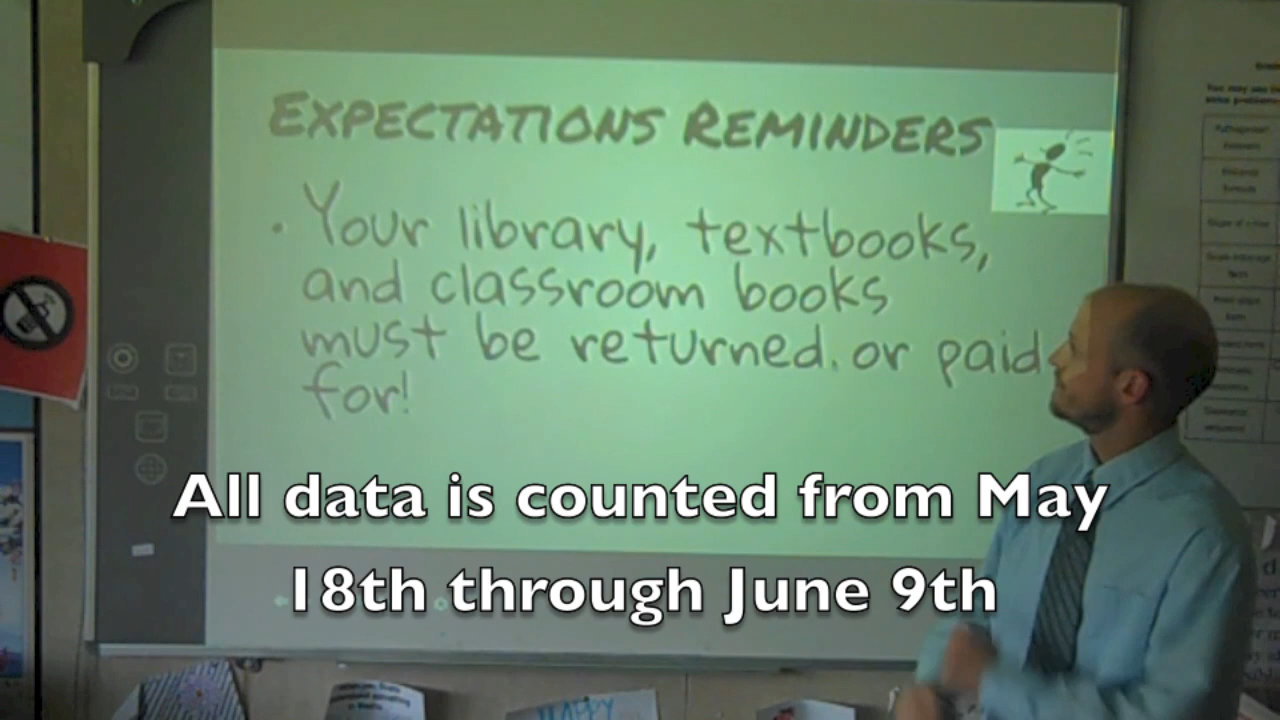 EXPECTATIONS REMINDERS
• Your library, textbooks,
and classroom books
must be returned. or paid
for!
All data is counted from May
18th through June 9th
HAPPY